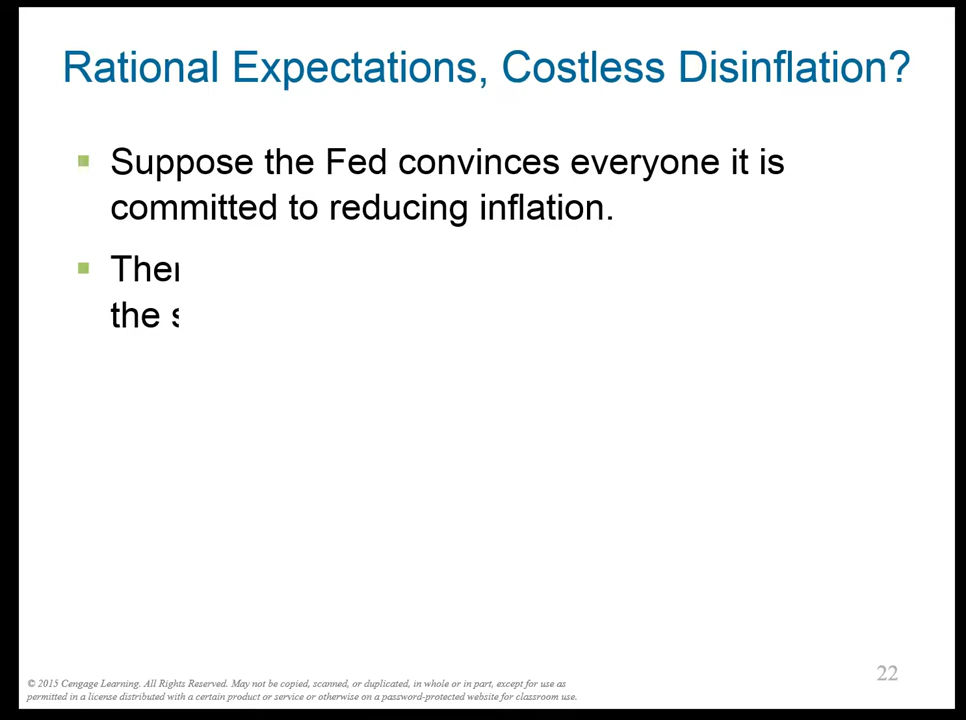 Rational Expectations, Costless Disinflation?
Suppose the Fed convinces everyone it is
committed to reducing inflation.
the
22
© 2015 Cengage Learning. All Rights Reserved. May not be copied, scanned, or duplicated, in whole or in part, except for use as
permitted in a license distributed with a certain product or service or otherwise on a password-protected website for classroom use.